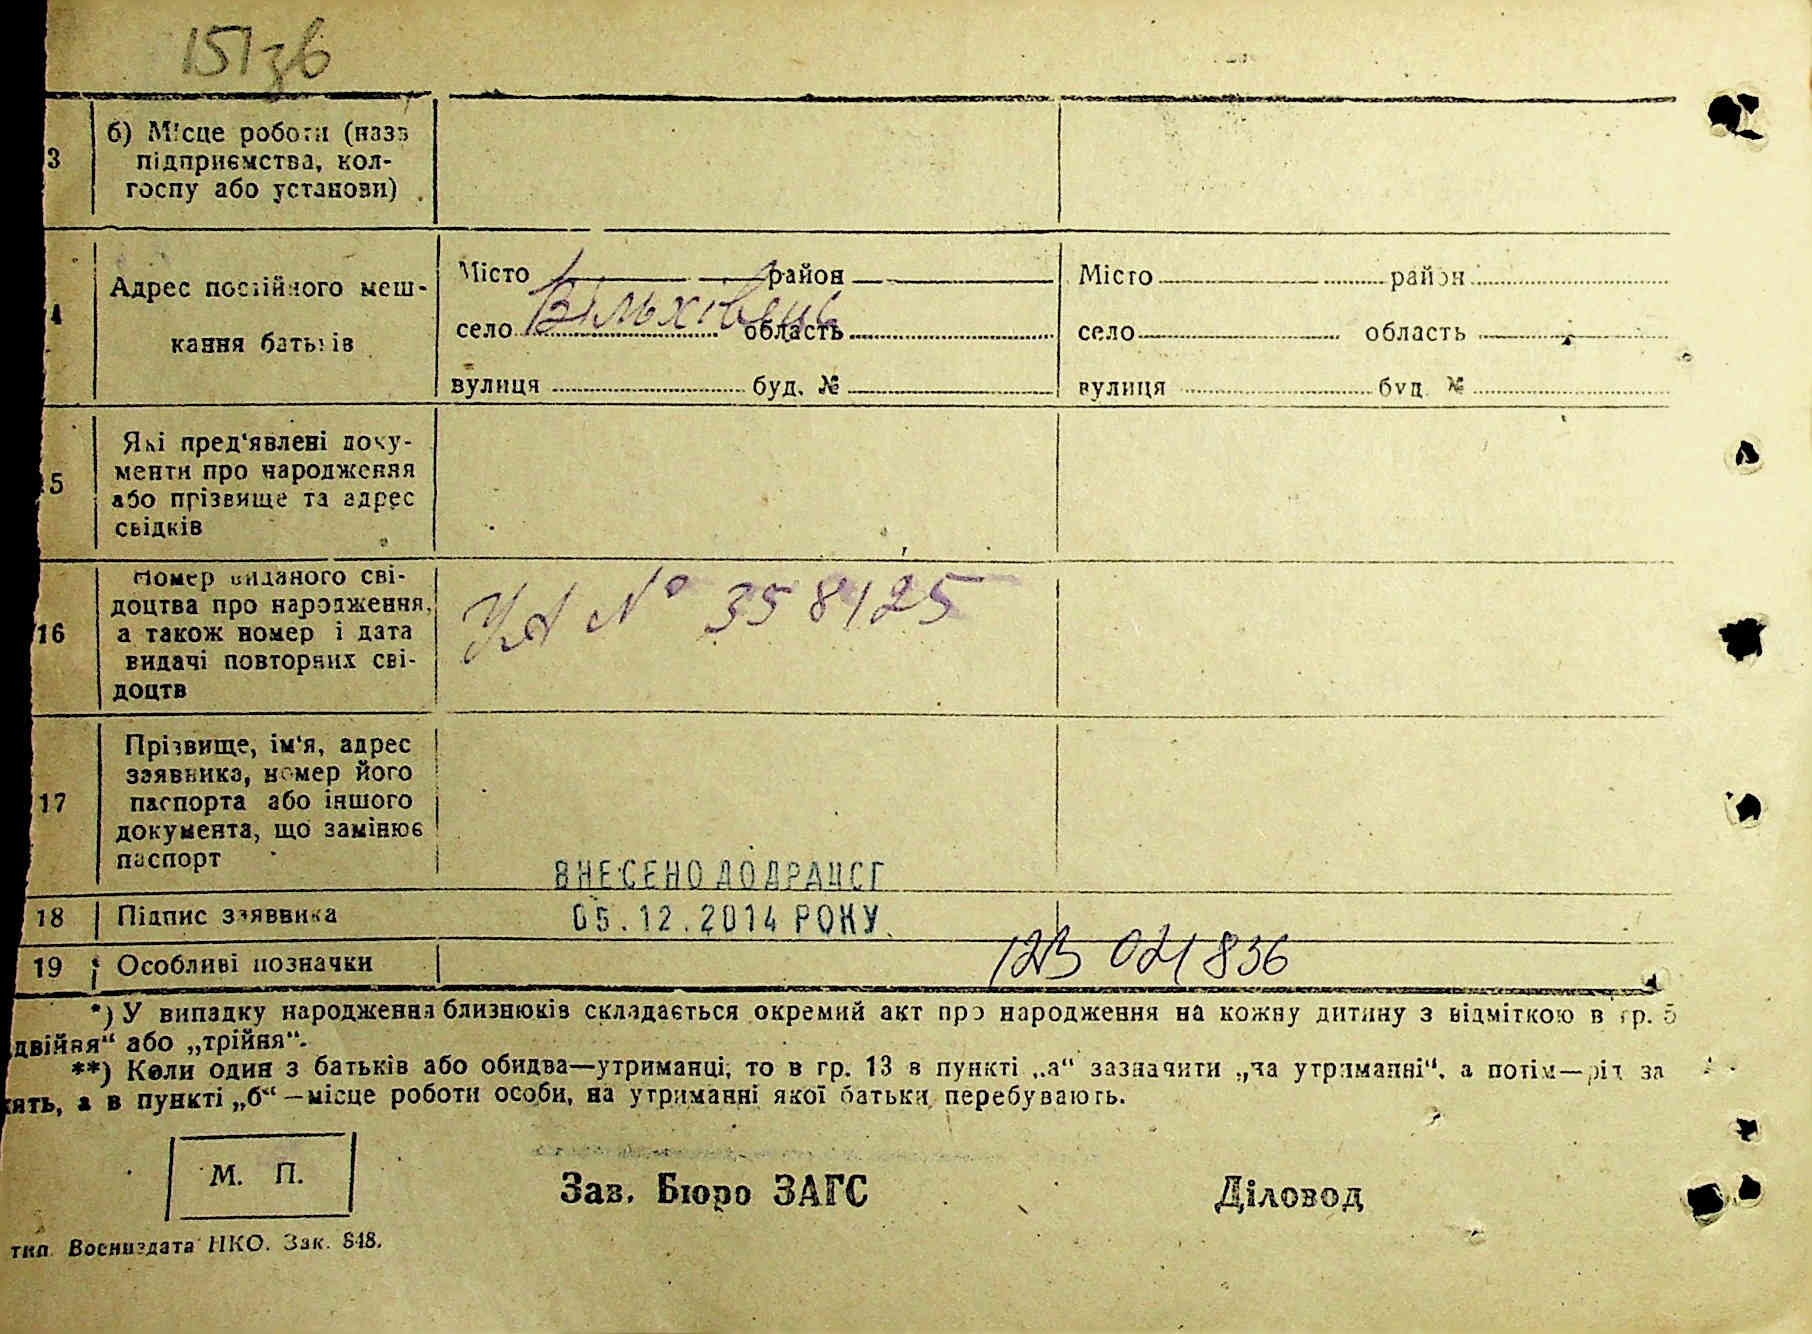 151зв
3
б) Місце роботи (назв
підприємства, кол-
госпу або установи)
4
Адрес постійного меш-
кання батьків
Місто район
Вільхівець
село область
вулиця буд. №
Місто район
село область
вулиця буд. №
5
Які пред'явлені доку-
менти про народження
або прізвище та адрес
свідків
16
Номер виданого сві-
доцтва про народження,
а також номер і дата
видачі повторних сві-
доцтв
УА № 358125
17
Прізвище, ім'я, адрес
заявника, номер його
паспорта або іншого
документа, що замінює
паспорт
ВНЕСЕНО ДО ДРАЦСГ
18 Підпис заявника
05.12.2014 РОКУ
19 Особливі позначки
021836
*) У випадку народження близнюків складається окремий акт про народження на кожну дитину з відміткою в гр. 5
двійня“ або „трійня“.
**) Коли один з батьків або обидва—утриманці, то в гр. 13 в пункті „а“ зазначити „на утриманні“, а потім—рід за
ять, а в пункті „б“—місце роботи особи, на утриманні якої батьки перебувають.
М. П.
Зав. Бюро ЗАГС Діловод
тип. Воениздата НКО. Зак. 848.